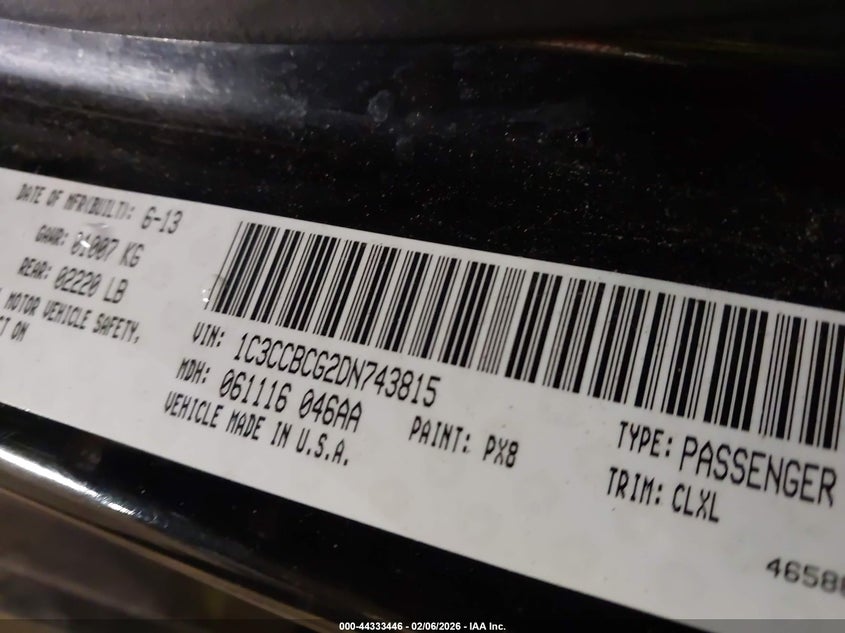 DATE OF MFR(BUILT): 6-13
GAWR: 01007 KG
REAR: 02220 LB
MOTOR VEHICLE SAFETY,
ON
VIN: 1C3CCBCG2DN743815
MDH: 061116 046AA
VEHICLE MADE IN U.S.A.
PAINT: PX8
TYPE: PASSENGER
TRIM: CLXL
000-44333446 - 02/06/2026 - IAA Inc.